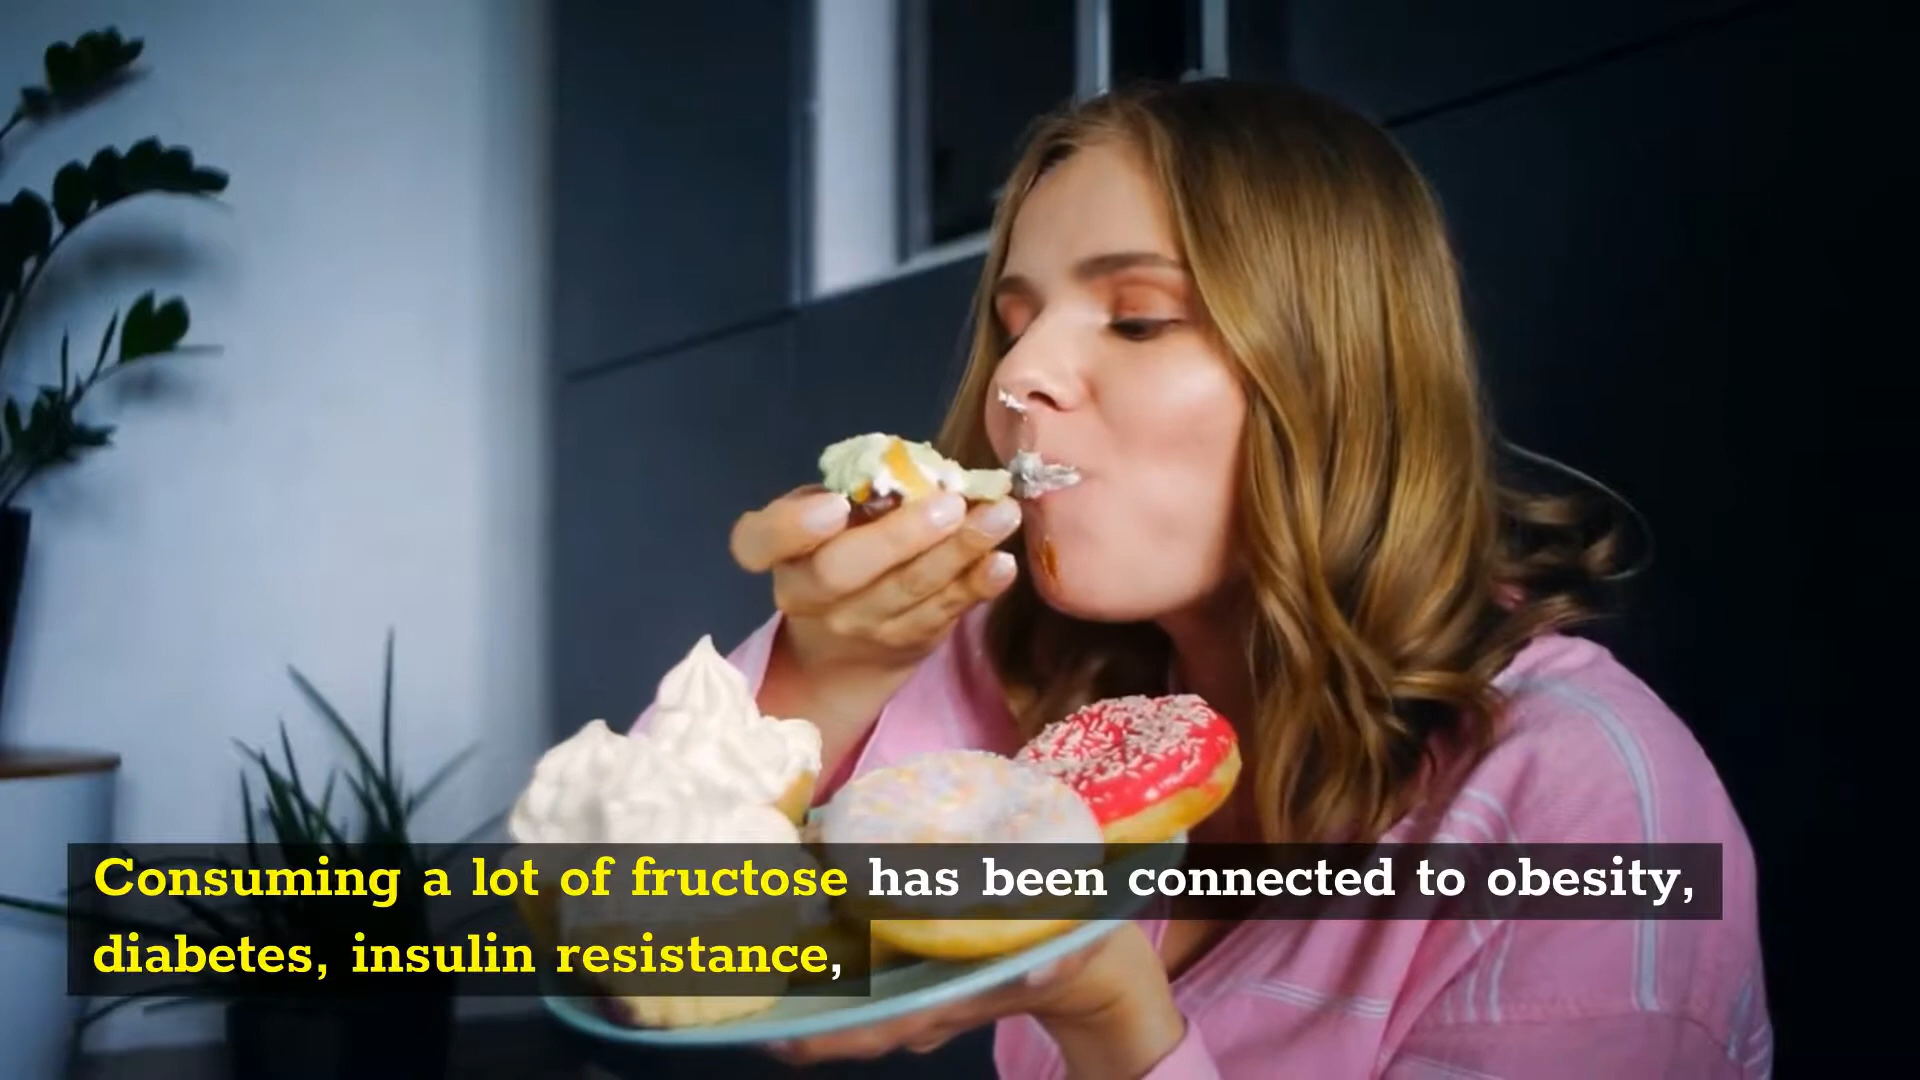 Consuming a lot of fructose has been connected to obesity,
diabetes, insulin resistance,